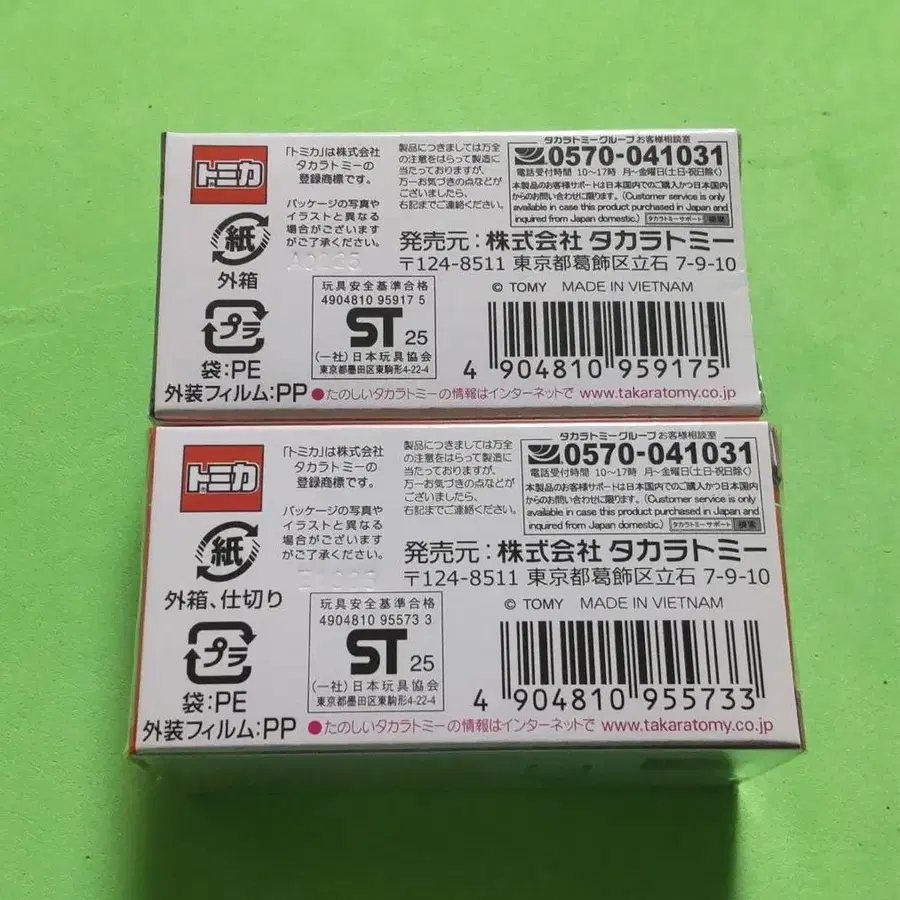 トミカ
「トミカ」は株式会社
タカラトミーの
登録商標です。
パッケージの写真や
イラストと異なる
場合がございます
がご了承ください。
製品につきましては万全
の注意をはらって製造に
当たっておりますが、
万一お気づきの点などが
ございましたら、
右記までご連絡ください。
タカラトミーグループお客様相談室
0570-041031
電話受付時間 10～17時 月～金曜日(土・日・祝日除く)
本製品のお客様サポートは日本国内でのご購入かつ日本国内
からのお問い合わせに限ります。(Customer service is only
available in case this product purchased in Japan and
inquired from Japan domestic.) タカラトミーサポート 検索
発売元：株式会社 タカラトミー
〒124-8511 東京都葛飾区立石 7-9-10
紙
外箱
プラ
袋:PE
外装フィルム:PP
玩具安全基準合格
4904810 95917 5
ST 25
(一社)日本玩具協会
東京都墨田区東駒形4-22-4
© TOMY MADE IN VIETNAM
4 904810 959175
●たのしいタカラトミーの情報はインターネットで www.takaratomy.co.jp
トミカ
「トミカ」は株式会社
タカラトミーの
登録商標です。
パッケージの写真や
イラストと異なる
場合がございます
がご了承ください。
製品につきましては万全
の注意をはらって製造に
当たっておりますが、
万一お気づきの点などが
ございましたら、
右記までご連絡ください。
タカラトミーグループお客様相談室
0570-041031
電話受付時間 10～17時 月～金曜日(土・日・祝日除く)
本製品のお客様サポートは日本国内でのご購入かつ日本国内
からのお問い合わせに限ります。(Customer service is only
available in case this product purchased in Japan and
inquired from Japan domestic.) タカラトミーサポート 検索
発売元：株式会社 タカラトミー
〒124-8511 東京都葛飾区立石 7-9-10
紙
外箱、仕切り
プラ
袋:PE
外装フィルム:PP
玩具安全基準合格
4904810 95573 3
ST 25
(一社)日本玩具協会
東京都墨田区東駒形4-22-4
© TOMY MADE IN VIETNAM
4 904810 955733
●たのしいタカラトミーの情報はインターネットで www.takaratomy.co.jp